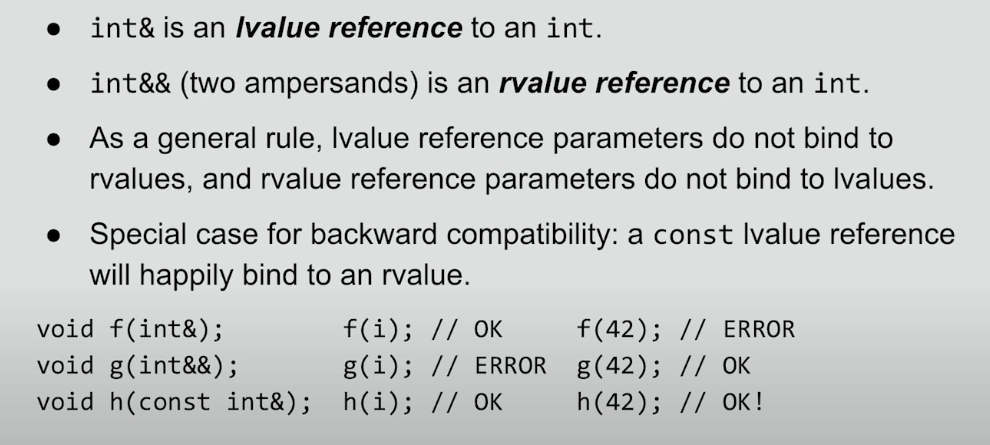 ● int& is an lvalue reference to an int.
● int&& (two ampersands) is an rvalue reference to an int.
● As a general rule, lvalue reference parameters do not bind to
rvalues, and rvalue reference parameters do not bind to lvalues.
● Special case for backward compatibility: a const lvalue reference
will happily bind to an rvalue.
void f(int&); f(i); // OK f(42); // ERROR
void g(int&&); g(i); // ERROR g(42); // OK
void h(const int&); h(i); // OK h(42); // OK!